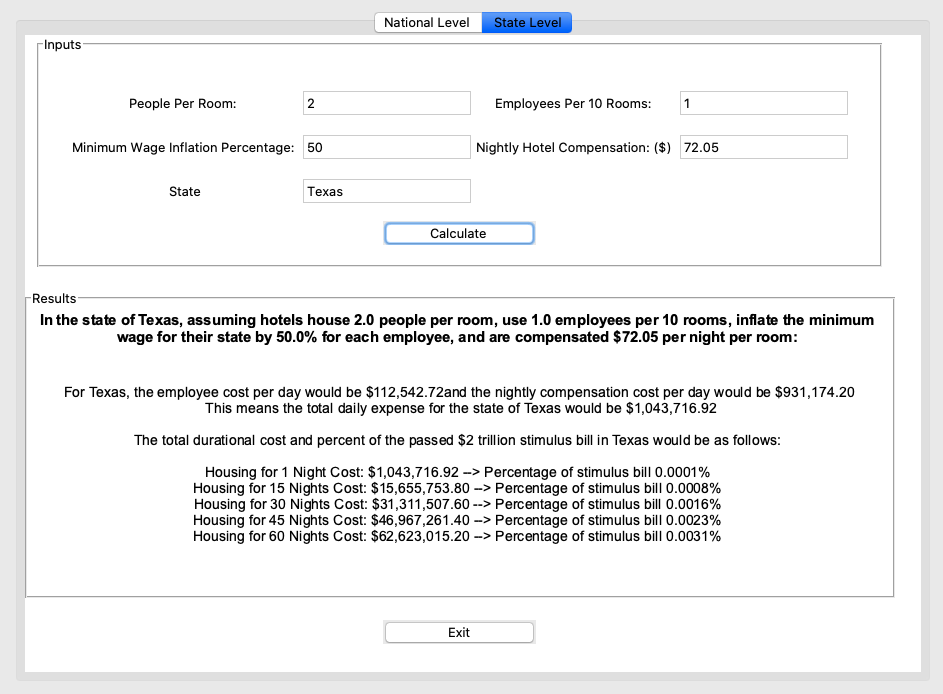 National Level State Level
Inputs
People Per Room: 2 Employees Per 10 Rooms: 1
Minimum Wage Inflation Percentage: 50 Nightly Hotel Compensation: ($) 72.05
State Texas
Calculate
Results
In the state of Texas, assuming hotels house 2.0 people per room, use 1.0 employees per 10 rooms, inflate the minimum
wage for their state by 50.0% for each employee, and are compensated $72.05 per night per room:
For Texas, the employee cost per day would be $112,542.72and the nightly compensation cost per day would be $931,174.20
This means the total daily expense for the state of Texas would be $1,043,716.92
The total durational cost and percent of the passed $2 trillion stimulus bill in Texas would be as follows:
Housing for 1 Night Cost: $1,043,716.92 --> Percentage of stimulus bill 0.0001%
Housing for 15 Nights Cost: $15,655,753.80 --> Percentage of stimulus bill 0.0008%
Housing for 30 Nights Cost: $31,311,507.60 --> Percentage of stimulus bill 0.0016%
Housing for 45 Nights Cost: $46,967,261.40 --> Percentage of stimulus bill 0.0023%
Housing for 60 Nights Cost: $62,623,015.20 --> Percentage of stimulus bill 0.0031%
Exit